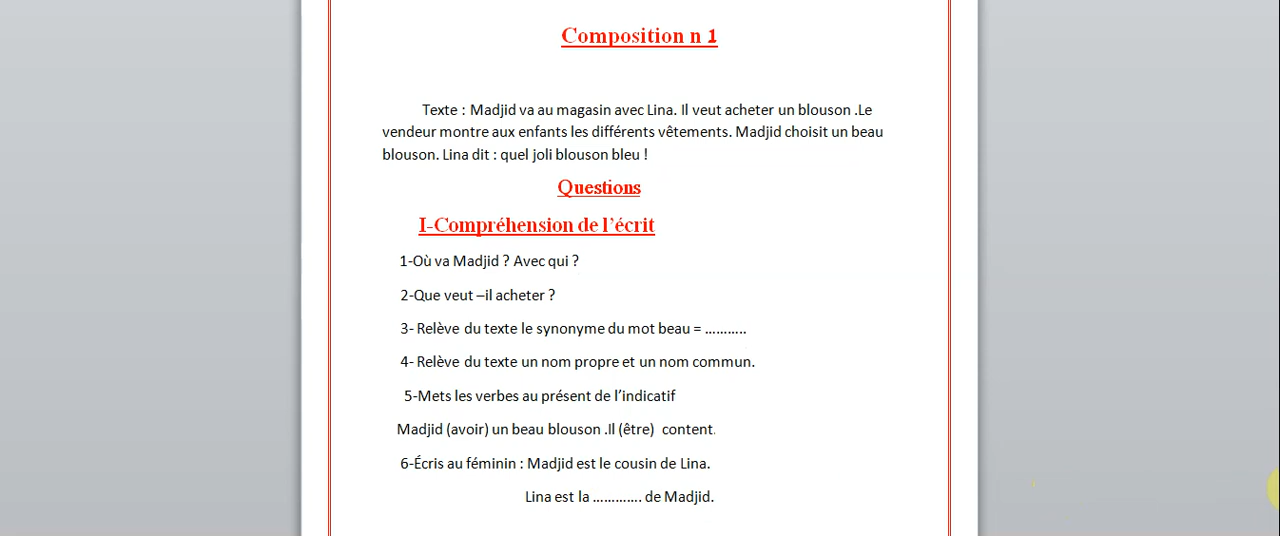 Composition n 1
Texte : Madjid va au magasin avec Lina. Il veut acheter un blouson .Le
vendeur montre aux enfants les différents vêtements. Madjid choisit un beau
blouson. Lina dit : quel joli blouson bleu !
Questions
I-Compréhension de l’écrit
1-Où va Madjid ? Avec qui ?
2-Que veut –il acheter ?
3- Relève du texte le synonyme du mot beau = ………..
4- Relève du texte un nom propre et un nom commun.
5-Mets les verbes au présent de l’indicatif
Madjid (avoir) un beau blouson .Il (être)  content.
6-Écris au féminin : Madjid est le cousin de Lina.
Lina est la …………. de Madjid.